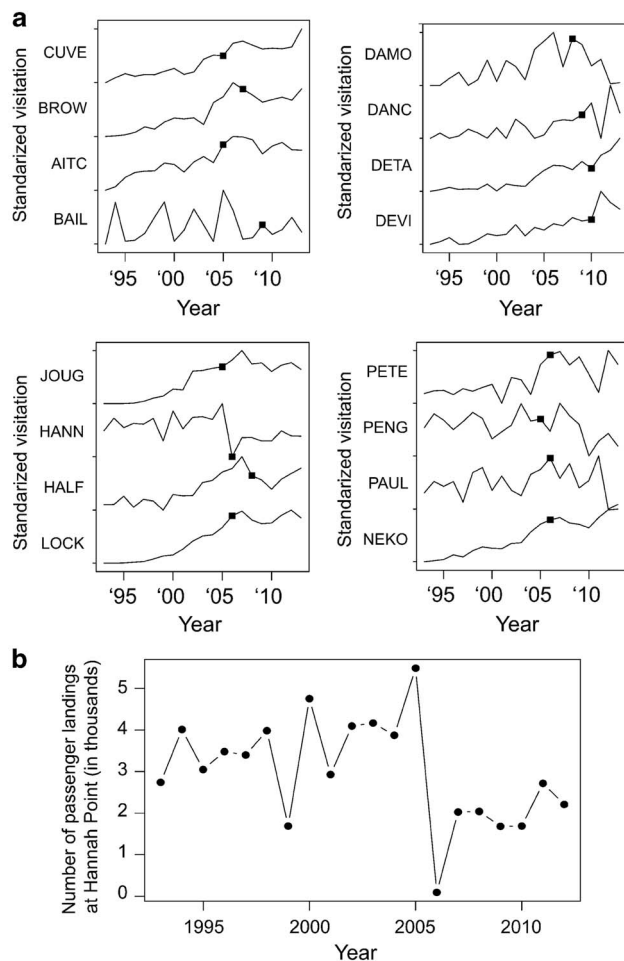 a
Standarized visitation
CUVE
BROW
AITC
BAIL
'95
'00
'05
'10
Year
Standarized visitation
DAMO
DANC
DETA
DEVI
'95
'00
'05
'10
Year
Standarized visitation
JOUG
HANN
HALF
LOCK
'95
'00
'05
'10
Year
Standarized visitation
PETE
PENG
PAUL
NEKO
'95
'00
'05
'10
Year
b
Number of passenger landings
at Hannah Point (in thousands)
5
4
3
2
1
0
1995
2000
2005
2010
Year